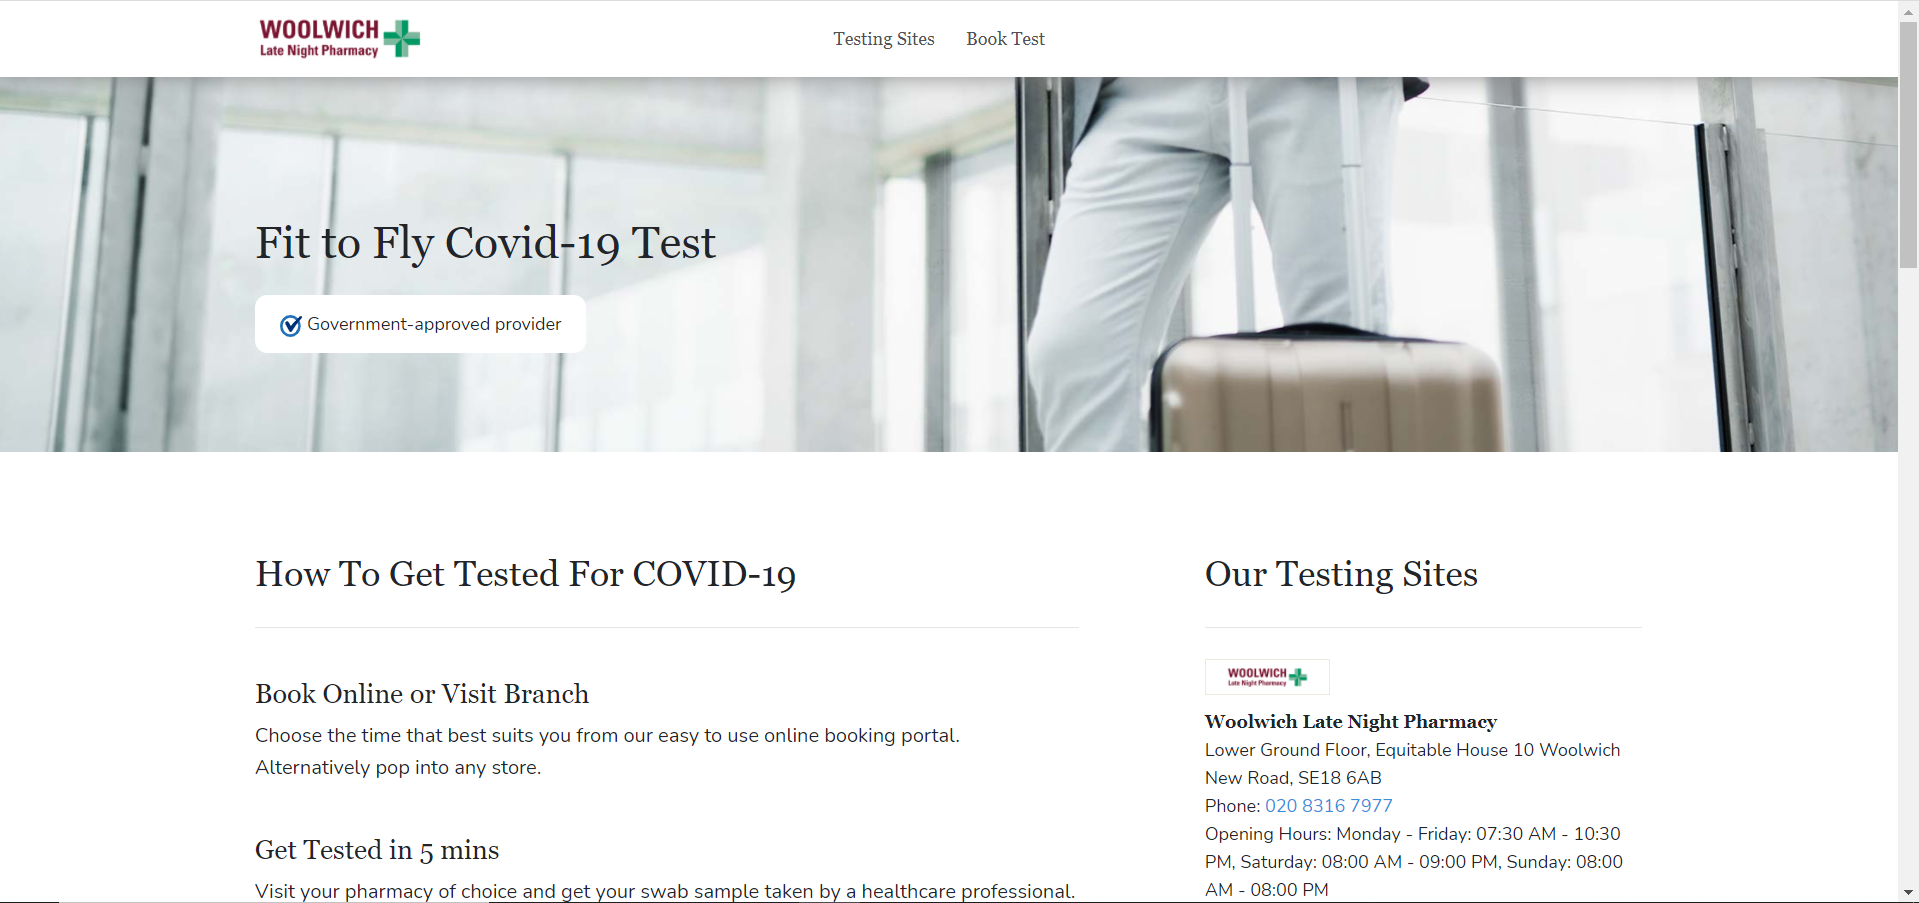 WOOLWICH
Late Night Pharmacy
Testing Sites
Book Test
Fit to Fly Covid-19 Test
Government-approved provider
How To Get Tested For COVID-19
Book Online or Visit Branch
Choose the time that best suits you from our easy to use online booking portal.
Alternatively pop into any store.
Get Tested in 5 mins
Visit your pharmacy of choice and get your swab sample taken by a healthcare professional.
Our Testing Sites
WOOLWICH
Late Night Pharmacy
Woolwich Late Night Pharmacy
Lower Ground Floor, Equitable House 10 Woolwich
New Road, SE18 6AB
Phone: 020 8316 7977
Opening Hours: Monday - Friday: 07:30 AM - 10:30
PM, Saturday: 08:00 AM - 09:00 PM, Sunday: 08:00
AM - 08:00 PM